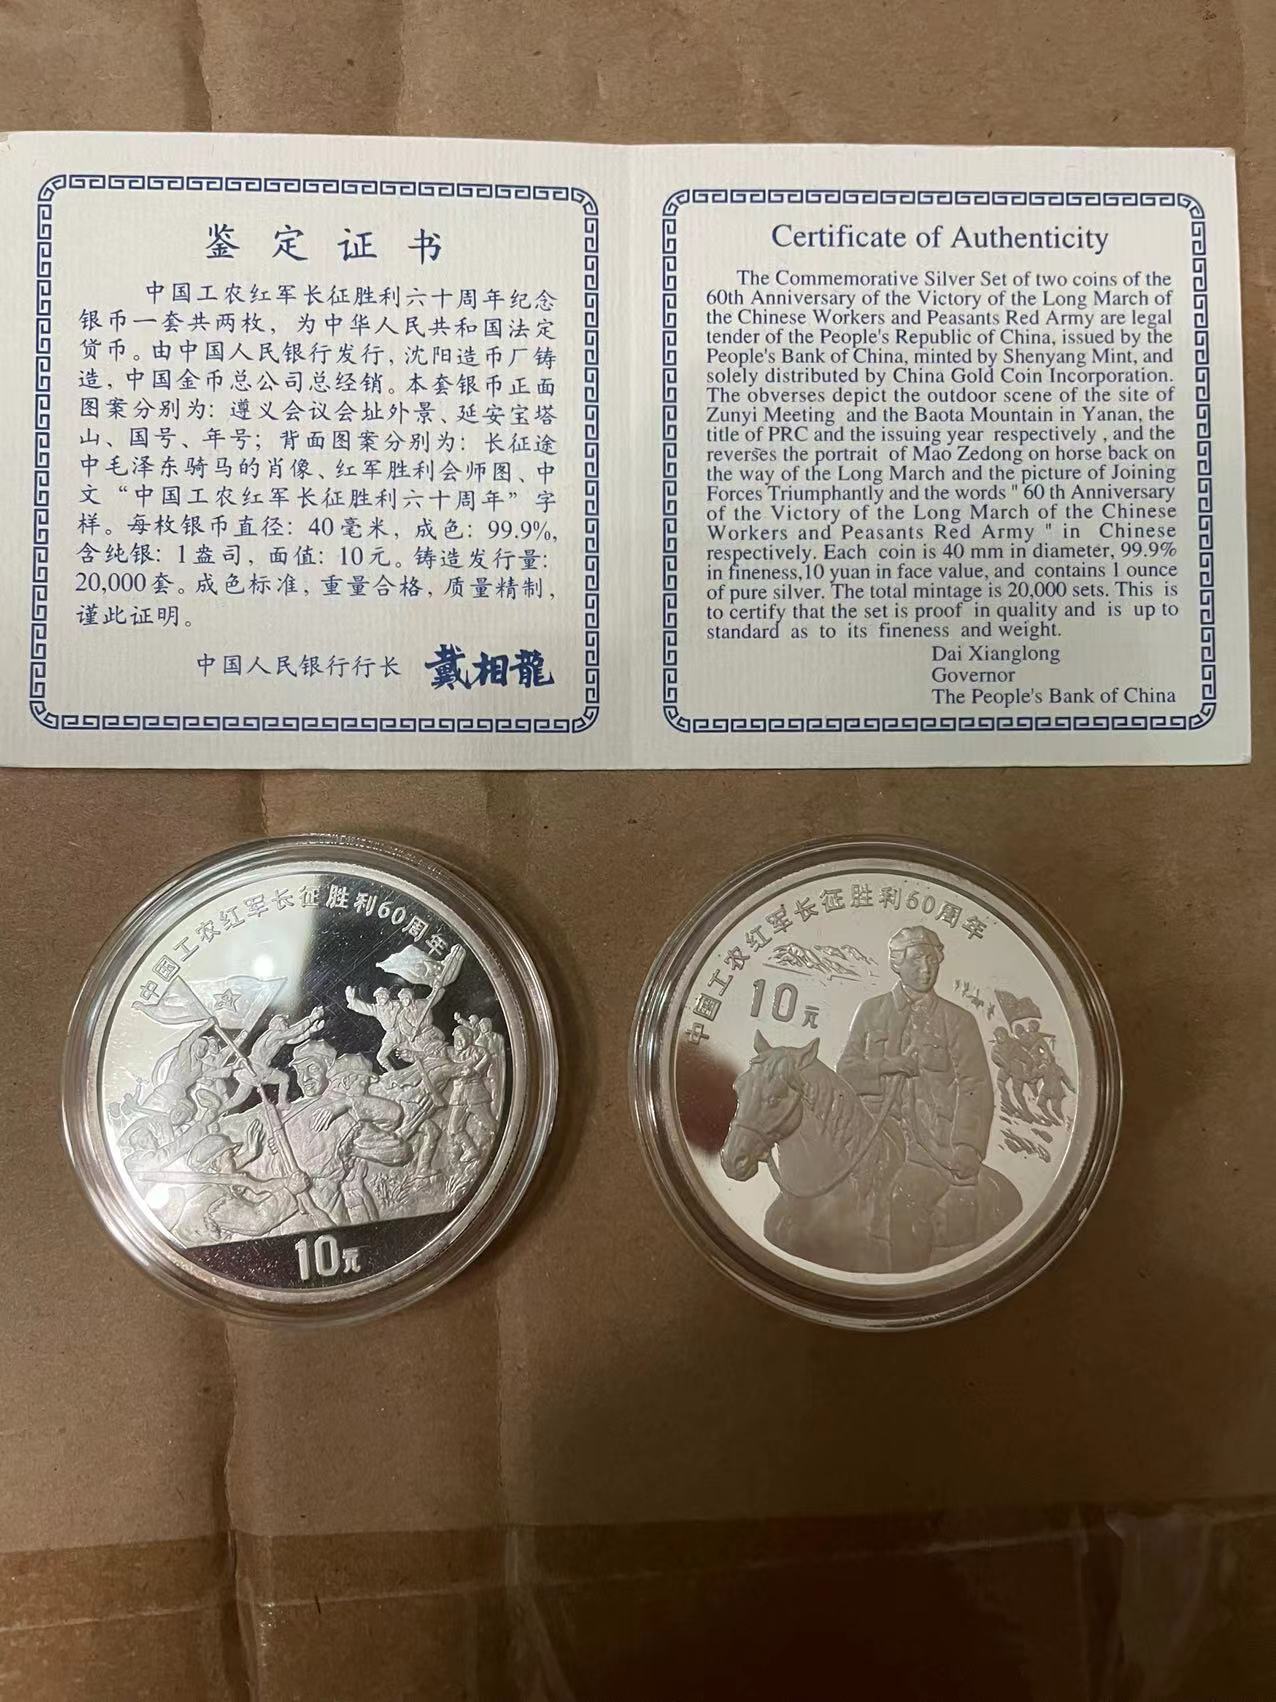 鉴定证书
中国工农红军长征胜利六十周年纪念
银币一套共两枚，为中华人民共和国法定
货币。由中国人民银行发行，沈阳造币厂铸
造，中国金币总公司总经销。本套银币正面
图案分别为：遵义会议会址外景、延安宝塔
山、国号、年号；背面图案分别为：长征途
中毛泽东骑马的肖像、红军胜利会师图、中
文“中国工农红军长征胜利六十周年”字
样。每枚银币直径：40毫米，成色：99.9%，
含纯银：1盎司，面值：10元。铸造发行量：
20,000套。成色标准，重量合格，质量精制，
谨此证明。
中国人民银行行长 戴相龍
Certificate of Authenticity
The Commemorative Silver Set of two coins of the
60th Anniversary of the Victory of the Long March of
the Chinese Workers and Peasants Red Army are legal
tender of the People's Republic of China, issued by the
People's Bank of China, minted by Shenyang Mint, and
solely distributed by China Gold Coin Incorporation.
The obverses depict the outdoor scene of the site of
Zunyi Meeting and the Baota Mountain in Yanan, the
title of PRC and the issuing year respectively , and the
reverses the portrait of Mao Zedong on horse back on
the way of the Long March and the picture of Joining
Forces Triumphantly and the words " 60 th Anniversary
of the Victory of the Long March of the Chinese
Workers and Peasants Red Army " in Chinese
respectively. Each coin is 40 mm in diameter, 99.9%
in fineness,10 yuan in face value, and contains 1 ounce
of pure silver. The total mintage is 20,000 sets. This is
to certify that the set is proof in quality and is up to
standard as to its fineness and weight.
Dai Xianglong
Governor
The People's Bank of China
中国工农红军长征胜利60周年
10元
中国工农红军长征胜利60周年
10元